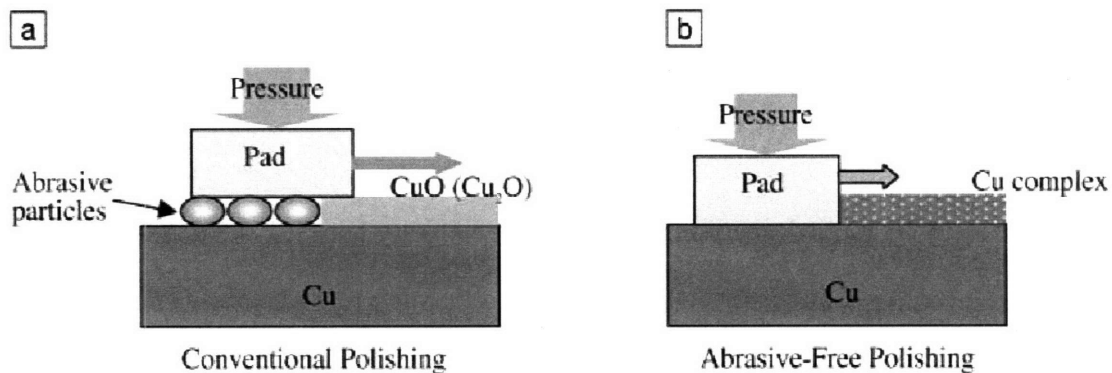 a
Pressure
Pad
Abrasive
particles
CuO (Cu₂O)
Cu
Conventional Polishing
b
Pressure
Pad
Cu complex
Cu
Abrasive-Free Polishing